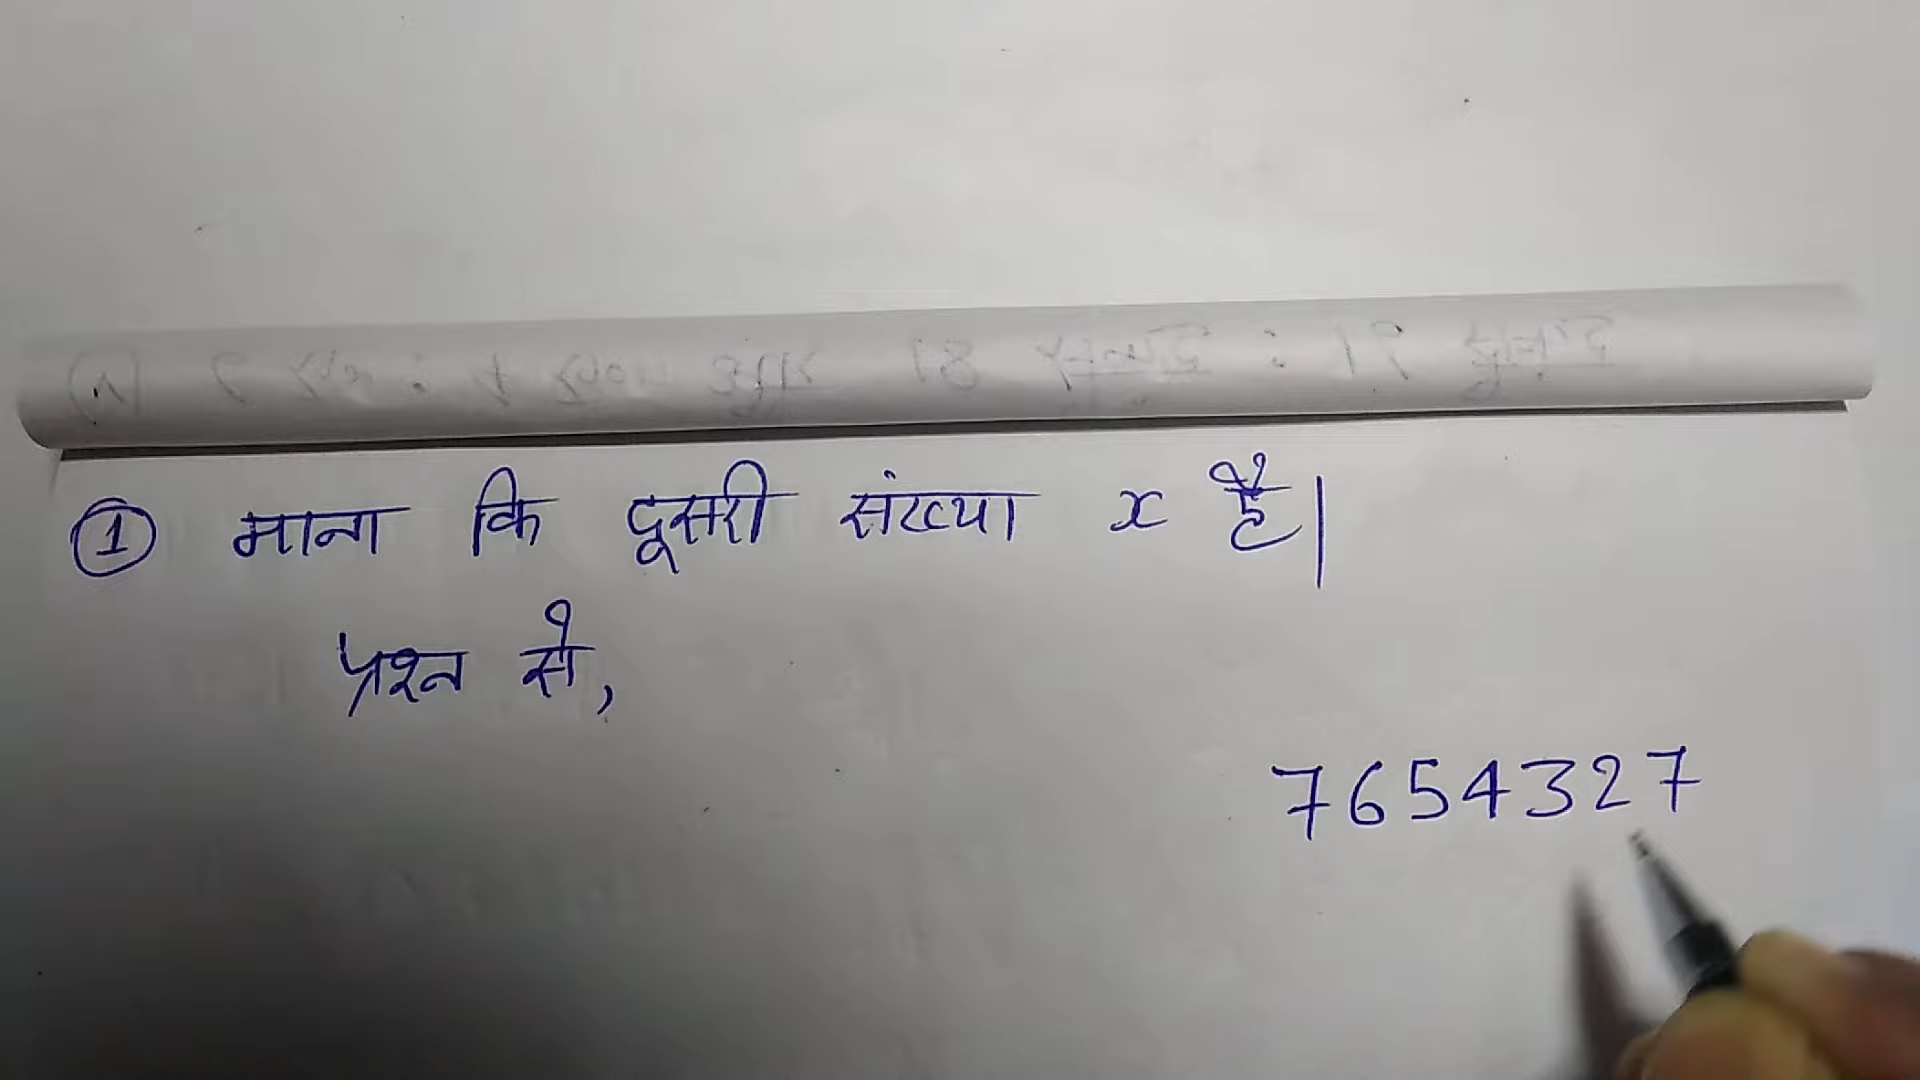 ① माना कि दूसरी संख्या x है।
प्रश्न से,
7654327